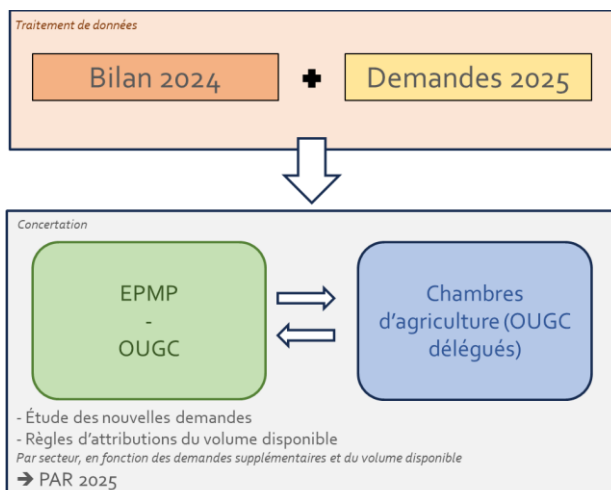 Traitement de données
Bilan 2024 + Demandes 2025
Concertation
EPMP
-
OUGC
Chambres
d'agriculture (OUGC
délégués)
- Étude des nouvelles demandes
- Règles d'attributions du volume disponible
Par secteur, en fonction des demandes supplémentaires et du volume disponible
➔ PAR 2025